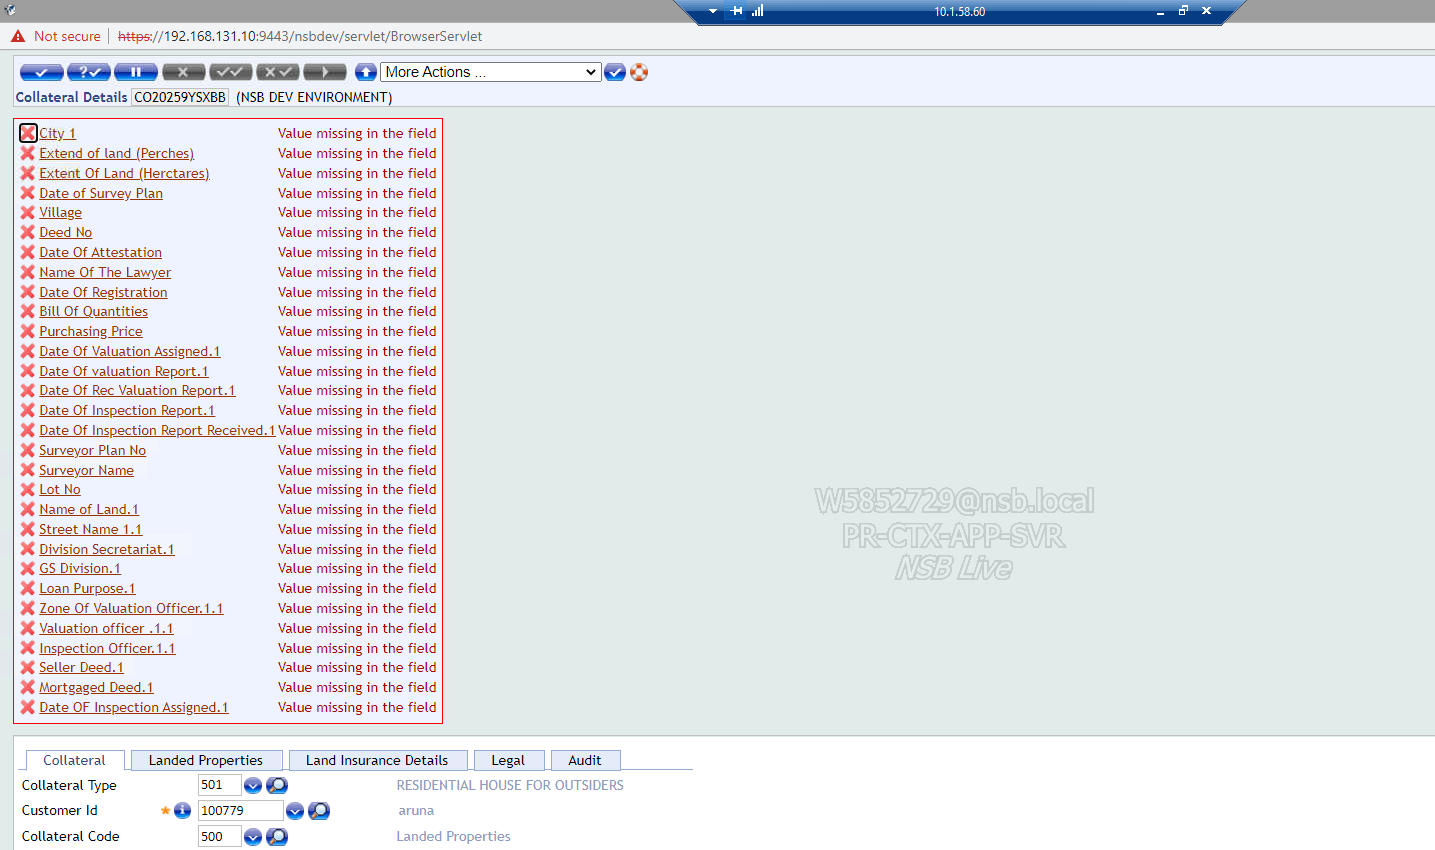 10.1.58.60
Not secure https://192.168.131.10:9443/nsbdev/servlet/BrowserServlet
More Actions ...
Collateral Details CO20259YSXBB (NSB DEV ENVIRONMENT)
City 1 Value missing in the field
Extend of land (Perches) Value missing in the field
Extent Of Land (Herctares) Value missing in the field
Date of Survey Plan Value missing in the field
Village Value missing in the field
Deed No Value missing in the field
Date Of Attestation Value missing in the field
Name Of The Lawyer Value missing in the field
Date Of Registration Value missing in the field
Bill Of Quantities Value missing in the field
Purchasing Price Value missing in the field
Date Of Valuation Assigned.1 Value missing in the field
Date Of valuation Report.1 Value missing in the field
Date Of Rec Valuation Report.1 Value missing in the field
Date Of Inspection Report.1 Value missing in the field
Date Of Inspection Report Received.1 Value missing in the field
Surveyor Plan No Value missing in the field
Surveyor Name Value missing in the field
Lot No Value missing in the field
Name of Land.1 Value missing in the field
Street Name 1.1 Value missing in the field
Division Secretariat.1 Value missing in the field
GS Division.1 Value missing in the field
Loan Purpose.1 Value missing in the field
Zone Of Valuation Officer.1.1 Value missing in the field
Valuation officer .1.1 Value missing in the field
Inspection Officer.1.1 Value missing in the field
Seller Deed.1 Value missing in the field
Mortgaged Deed.1 Value missing in the field
Date OF Inspection Assigned.1 Value missing in the field
W5852729@nsb.local
PR-CTX-APP-SVR
NSB Live
Collateral Landed Properties Land Insurance Details Legal Audit
Collateral Type 501 RESIDENTIAL HOUSE FOR OUTSIDERS
Customer Id 100779 aruna
Collateral Code 500 Landed Properties